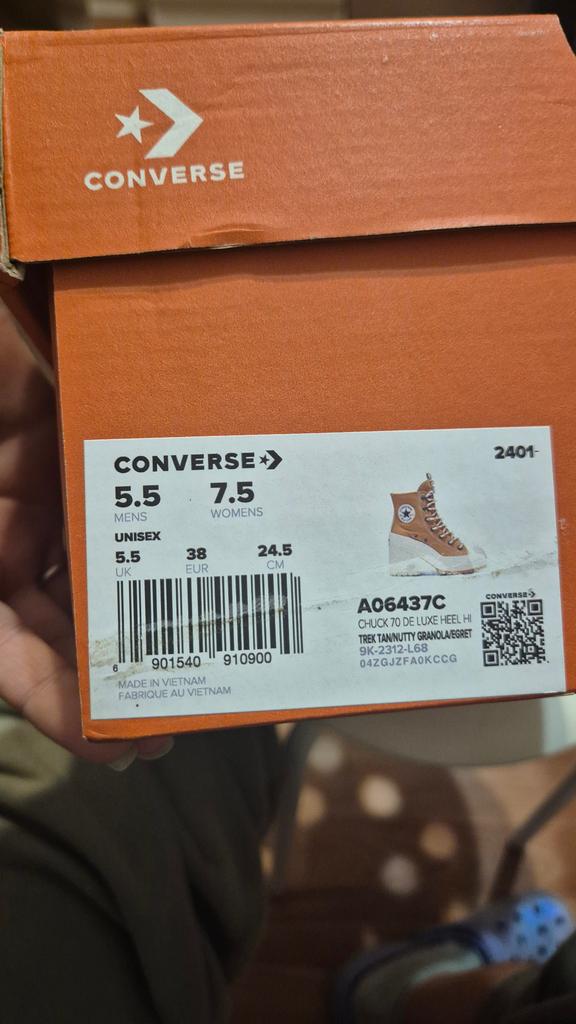 CONVERSE
CONVERSE
2401-
5.5 7.5
MENS WOMENS
UNISEX
5.5 38 24.5
UK EUR CM
6 901540 910900
MADE IN VIETNAM
FABRIQUE AU VIETNAM
A06437C
CHUCK 70 DE LUXE HEEL HI
TREK TAN/NUTTY GRANOLA/EGRET
9K-2312-L68
04ZGJZFA0KCCG
CONVERSE